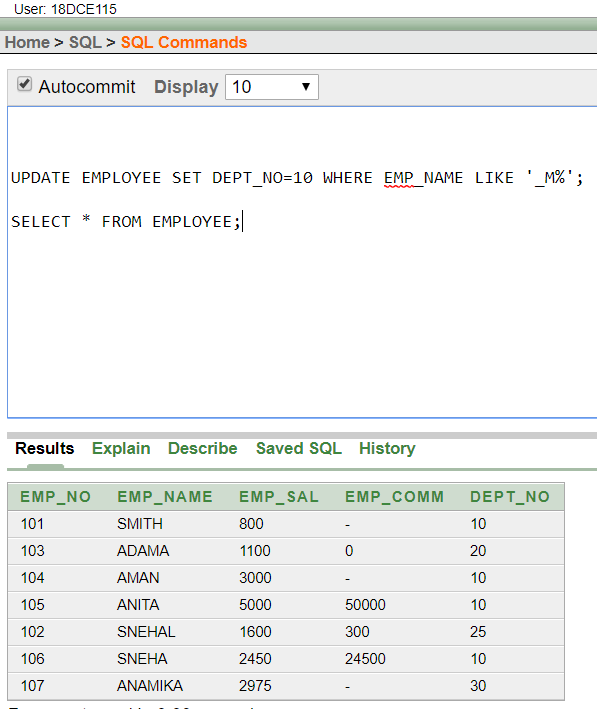 User: 18DCE115
Home > SQL > SQL Commands
Autocommit Display 10
UPDATE EMPLOYEE SET DEPT_NO=10 WHERE EMP_NAME LIKE '_M%';
SELECT * FROM EMPLOYEE;
Results Explain Describe Saved SQL History
EMP_NO EMP_NAME EMP_SAL EMP_COMM DEPT_NO
101 SMITH 800 - 10
103 ADAMA 1100 0 20
104 AMAN 3000 - 10
105 ANITA 5000 50000 10
102 SNEHAL 1600 300 25
106 SNEHA 2450 24500 10
107 ANAMIKA 2975 - 30